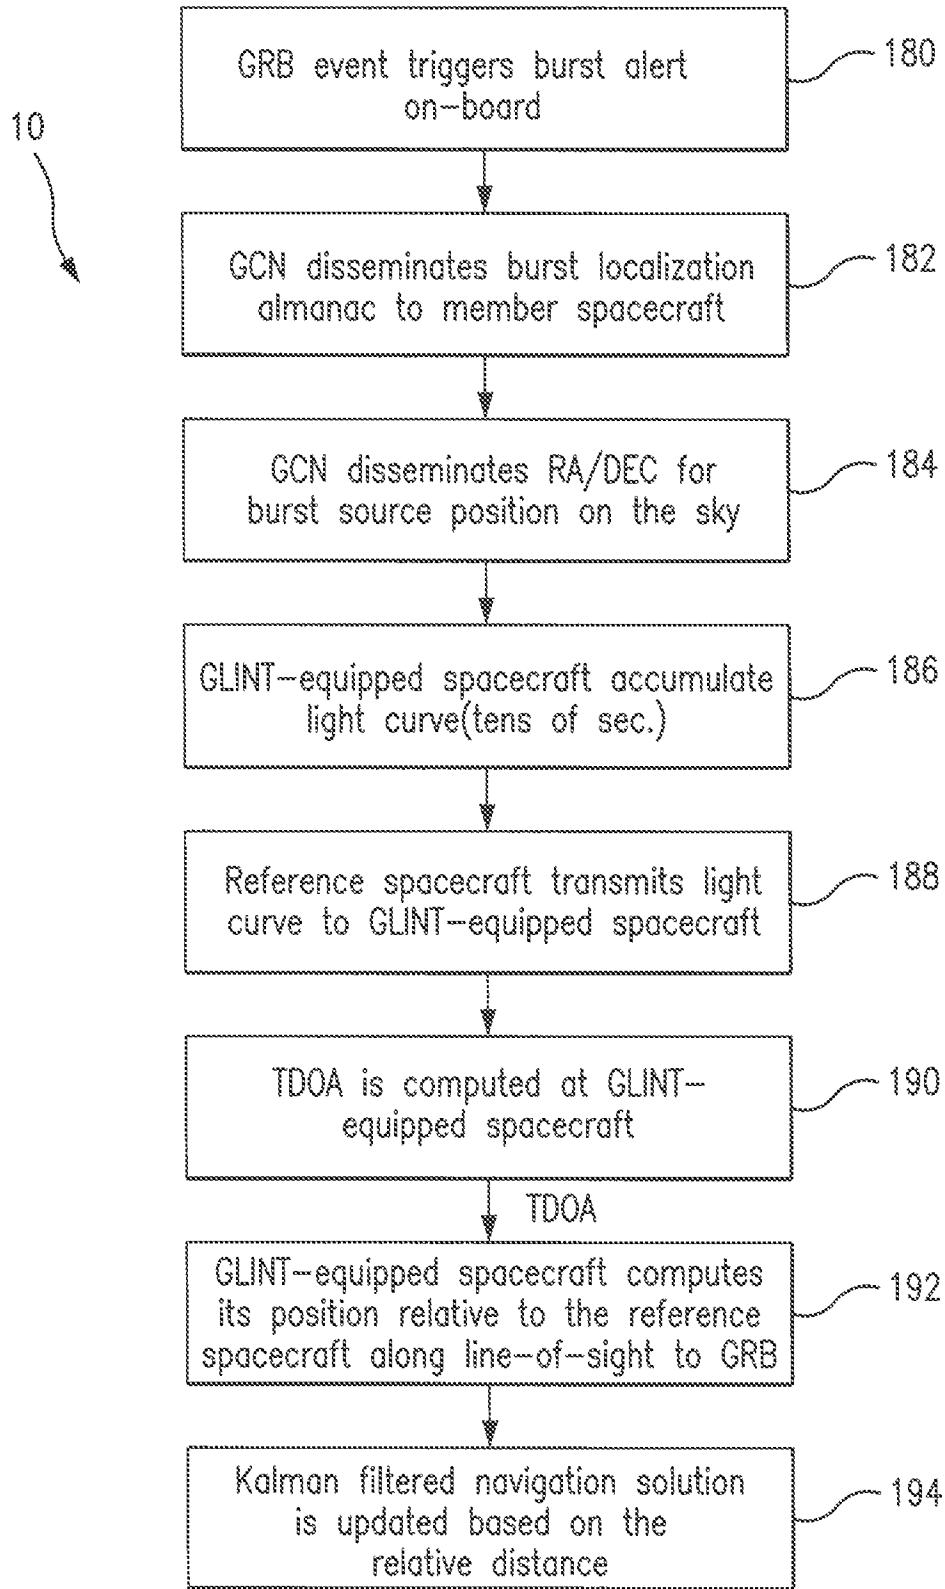 GRB event triggers burst alert
on-board
180
10
GCN disseminates burst localization
almanac to member spacecraft
182
GCN disseminates RA/DEC for
burst source position on the sky
184
GLINT-equipped spacecraft accumulate
light curve(tens of sec.)
186
Reference spacecraft transmits light
curve to GLINT-equipped spacecraft
188
TDOA is computed at GLINT-
equipped spacecraft
190
TDOA
GLINT-equipped spacecraft computes
its position relative to the reference
spacecraft along line-of-sight to GRB
192
Kalman filtered navigation solution
is updated based on the
relative distance
194